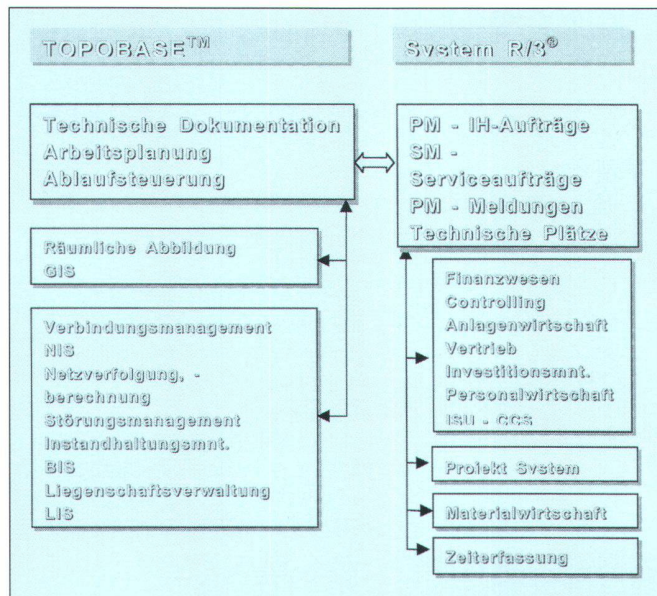 TOPOBASE™
System R/3®
Technische Dokumentation
Arbeitsplanung
Ablaufsteuerung
PM - IH-Aufträge
SM -
Serviceaufträge
PM - Meldungen
Technische Plätze
Räumliche Abbildung
GIS
Verbindungsmanagement
NIS
Netzverfolgung, -
berechnung
Störungsmanagement
Instandhaltungsmnt.
BIS
Liegenschaftsverwaltung
LIS
Finanzwesen
Controlling
Anlagenwirtschaft
Vertrieb
Investitionsmnt.
Personalwirtschaft
ISU - CCS
Projekt System
Materialwirtschaft
Zeiterfassung